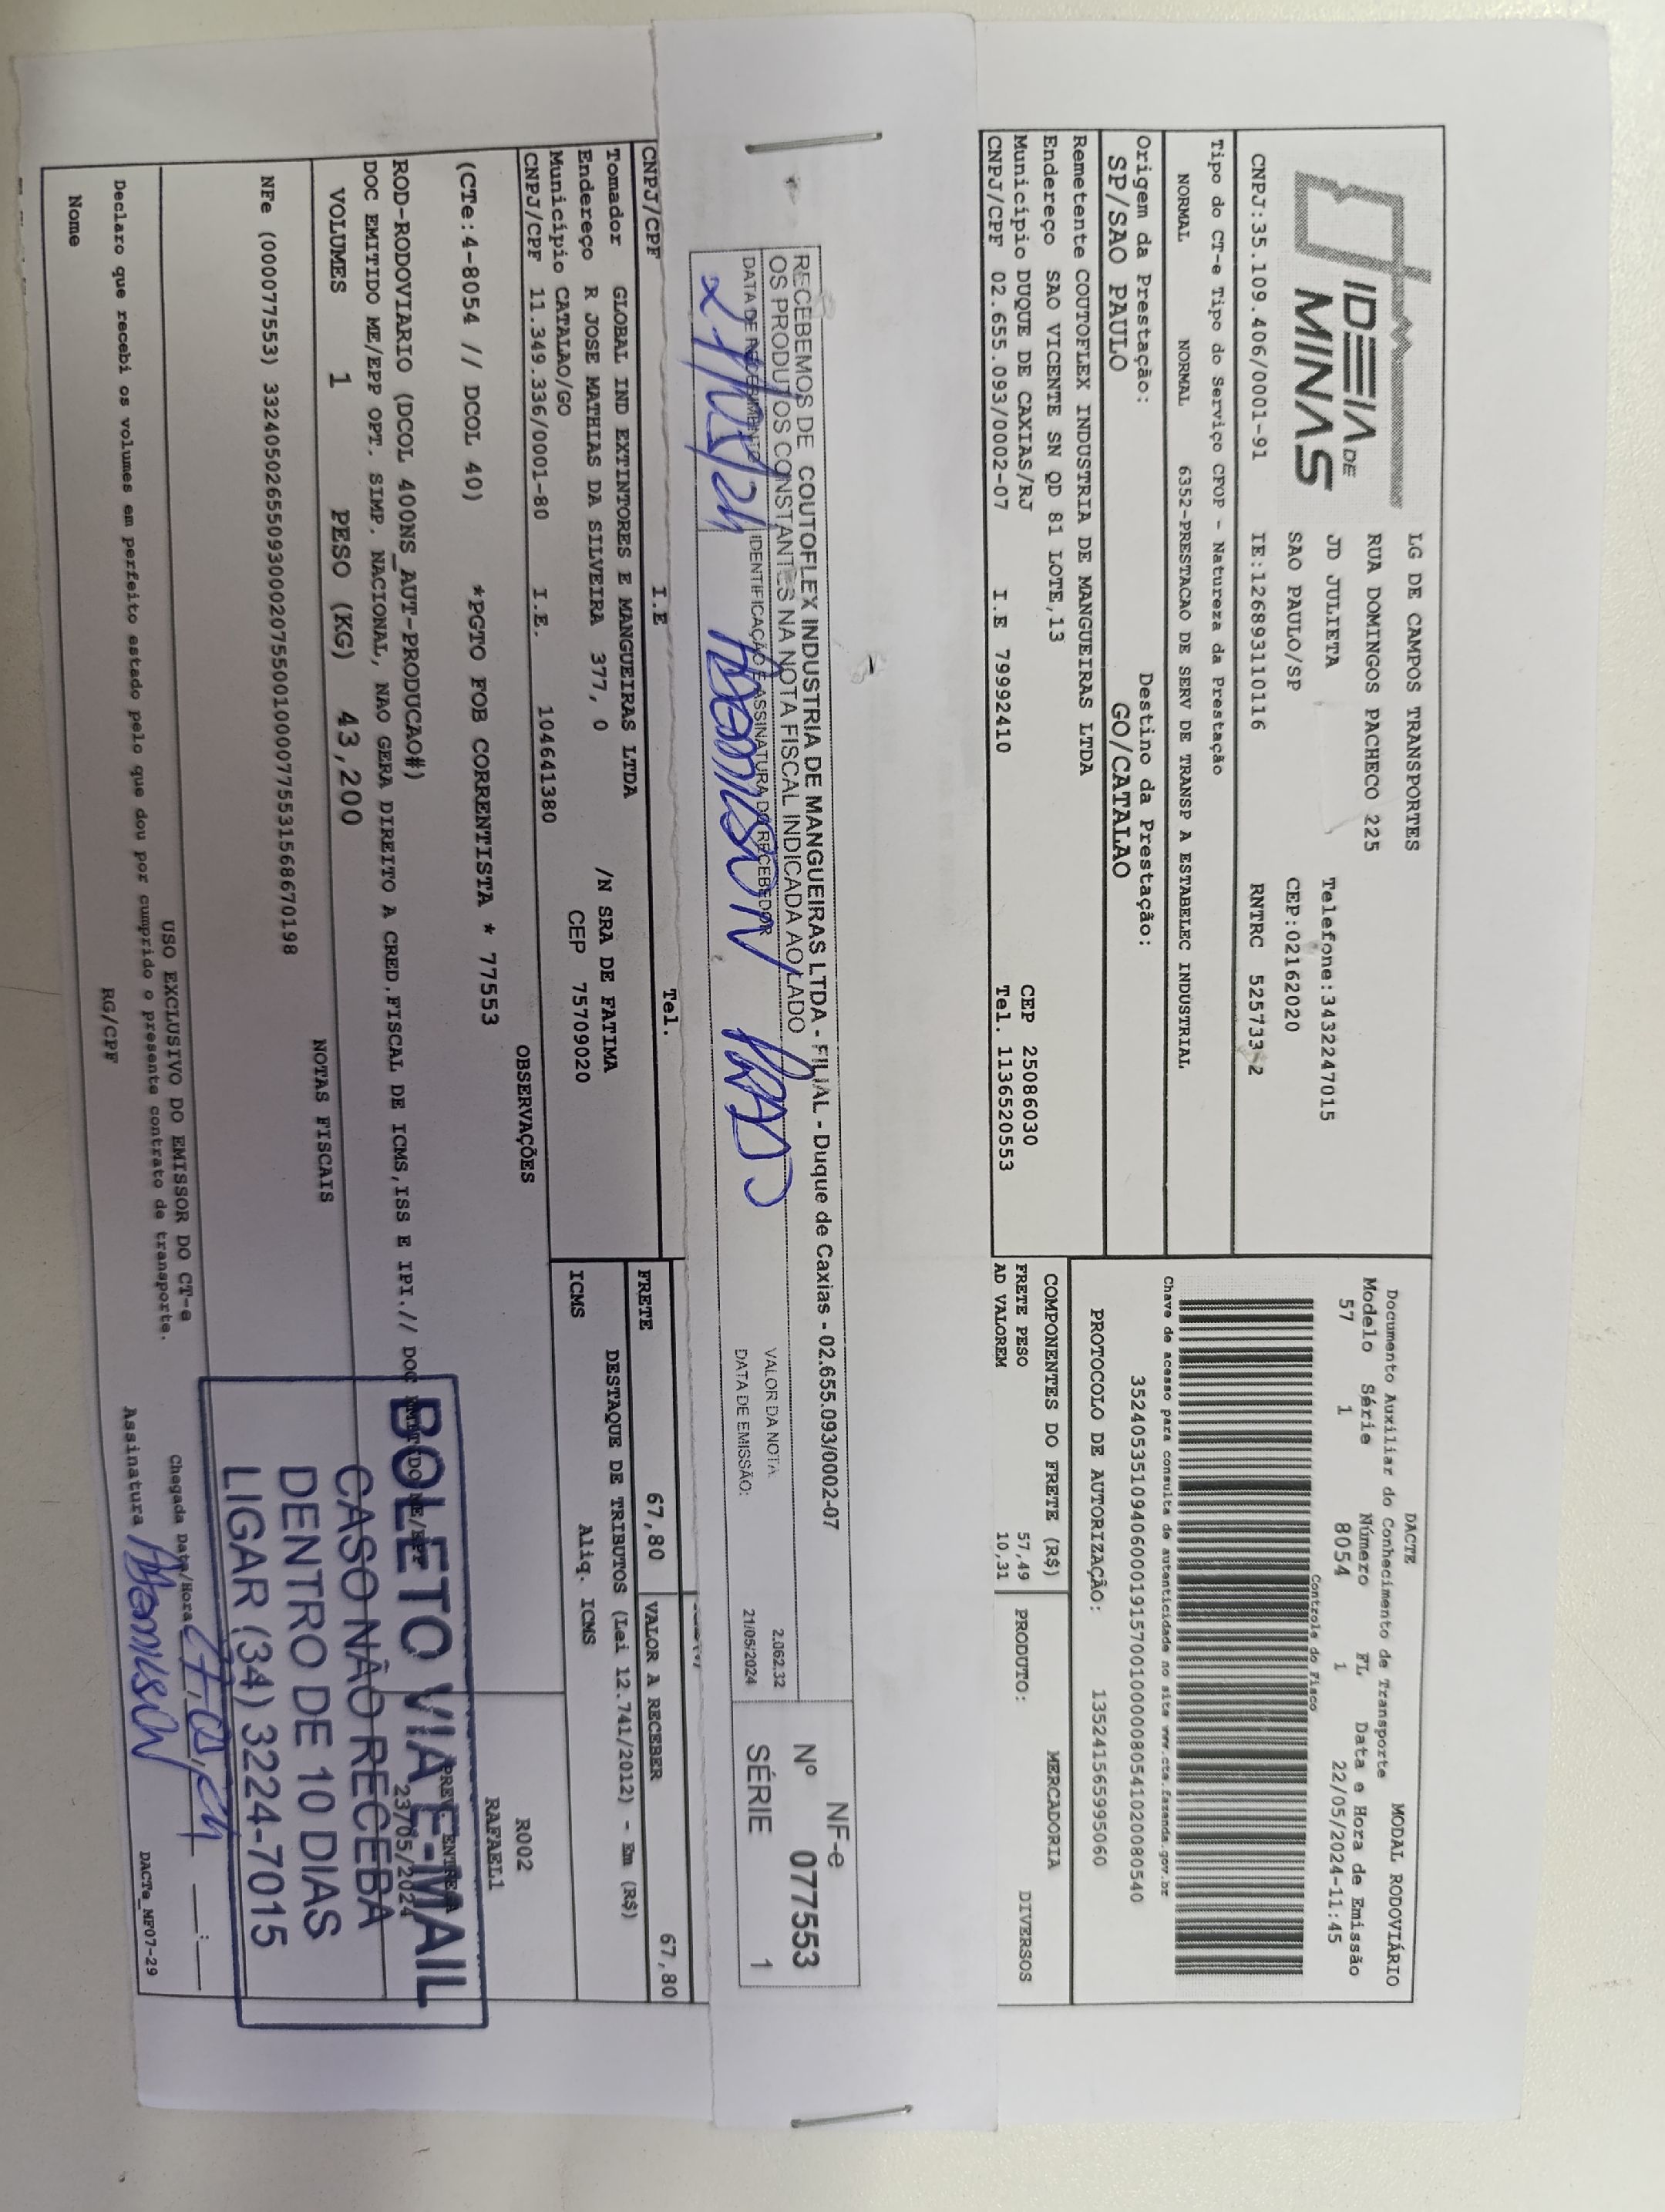 IDEIA DE
MINAS
LG DE CAMPOS TRANSPORTES
RUA DOMINGOS PACHECO 225
JD JULIETA Telefone:3432247015
SAO PAULO/SP CEP:02162020
CNPJ:35.109.406/0001-91 IE:126893110116 RNTRC 525733-2
Tipo do CT-e Tipo do Serviço CFOP - Natureza da Prestação
NORMAL NORMAL 6352-PRESTACAO DE SERV DE TRANSP A ESTABELEC INDUSTRIAL
Origem da Prestação: Destino da Prestação:
SP/SAO PAULO GO/CATALAO
Remetente COUTOFLEX INDUSTRIA DE MANGUEIRAS LTDA
Endereço SAO VICENTE SN QD 81 LOTE,13
Município DUQUE DE CAXIAS/RJ CEP 25086030
CNPJ/CPF 02.655.093/0002-07 I.E 79992410 Tel. 1136520553
DACTE MODAL RODOVIÁRIO
Documento Auxiliar do Conhecimento de Transporte
Modelo Série Número FL Data e Hora de Emissão
57 1 8054 1 22/05/2024-11:45
Controle do Fisco
Chave de acesso para consulta de autenticidade no site www.cte.fazenda.gov.br
35240535109406000191570010000080541020080540
PROTOCOLO DE AUTORIZAÇÃO: 135241565995060
COMPONENTES DO FRETE (R$) MERCADORIA
FRETE PESO 57,49 PRODUTO: DIVERSOS
AD VALOREM 10,31
RECEBEMOS DE COUTOFLEX INDUSTRIA DE MANGUEIRAS LTDA - FILIAL - Duque de Caxias - 02.655.093/0002-07
OS PRODUTOS CONSTANTES NA NOTA FISCAL INDICADA AO LADO
VALOR DA NOTA: 2.062.32
DATA DE RECEBIMENTO IDENTIFICAÇÃO E ASSINATURA DO RECEBEDOR
DATA DE EMISSÃO: 21/05/2024
NF-e
Nº 077553
SÉRIE 1
CNPJ/CPF I.E Tel.
Tomador GLOBAL IND EXTINTORES E MANGUEIRAS LTDA
Endereço R JOSE MATHIAS DA SILVEIRA 377, 0 /N SRA DE FATIMA
Município CATALAO/GO CEP 75709020
CNPJ/CPF 11.349.336/0001-80 I.E. 104641380
FRETE 67,80 VALOR A RECEBER 67,80
DESTAQUE DE TRIBUTOS (Lei 12.741/2012) - Em (R$)
ICMS Aliq. ICMS
OBSERVAÇÕES
(CTe:4-8054 // DCOL 40) *PGTO FOB CORRENTISTA * 77553
R002
RAFAEL1
ROD-RODOVIARIO (DCOL 400NS_AUT-PRODUCAO#)
DOC EMITIDO ME/EPP OPT. SIMP. NACIONAL, NAO GERA DIREITO A CRED.FISCAL DE ICMS,ISS E IPI.// DOC EMITIDO ME/EPP
PREV. ENTREGA
23/05/2024
VOLUMES 1 PESO (KG) 43,200
NOTAS FISCAIS
NFe (000077553) 33240502655093000207550010000775531568670198
BOLETO VIA E-MAIL
CASO NÃO RECEBA
DENTRO DE 10 DIAS
LIGAR (34) 3224-7015
USO EXCLUSIVO DO EMISSOR DO CT-e
Declaro que recebi os volumes em perfeito estado pelo que dou por cumprido o presente contrato de transporte.
Chegada Data/Hora
Nome RG/CPF Assinatura
DACTe_MF07-29